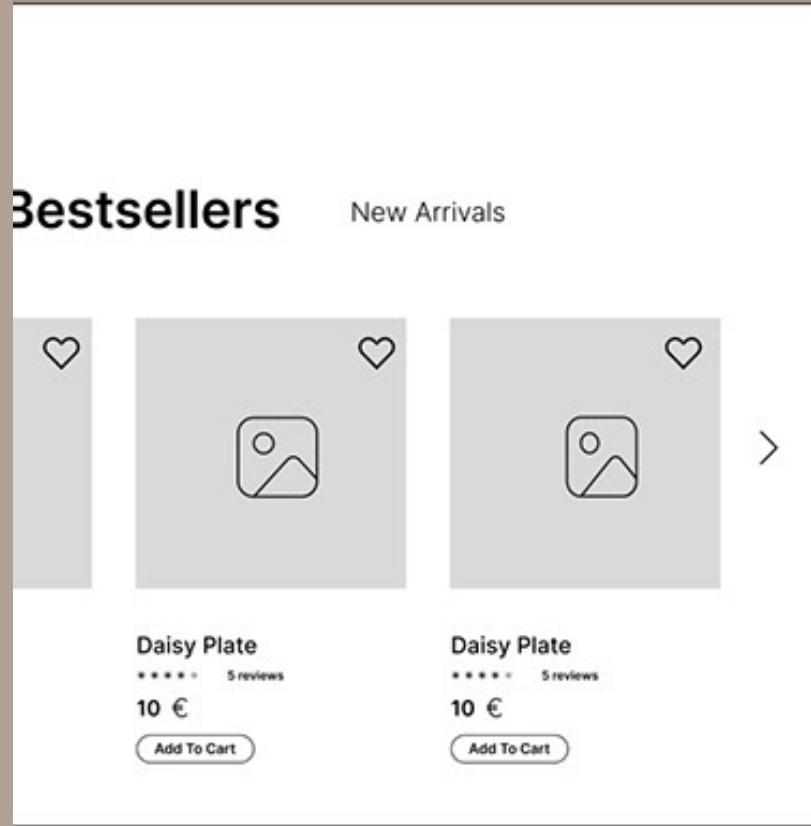 Bestsellers New Arrivals
Daisy Plate Daisy Plate
5 reviews 5 reviews
10 € 10 €
Add To Cart Add To Cart